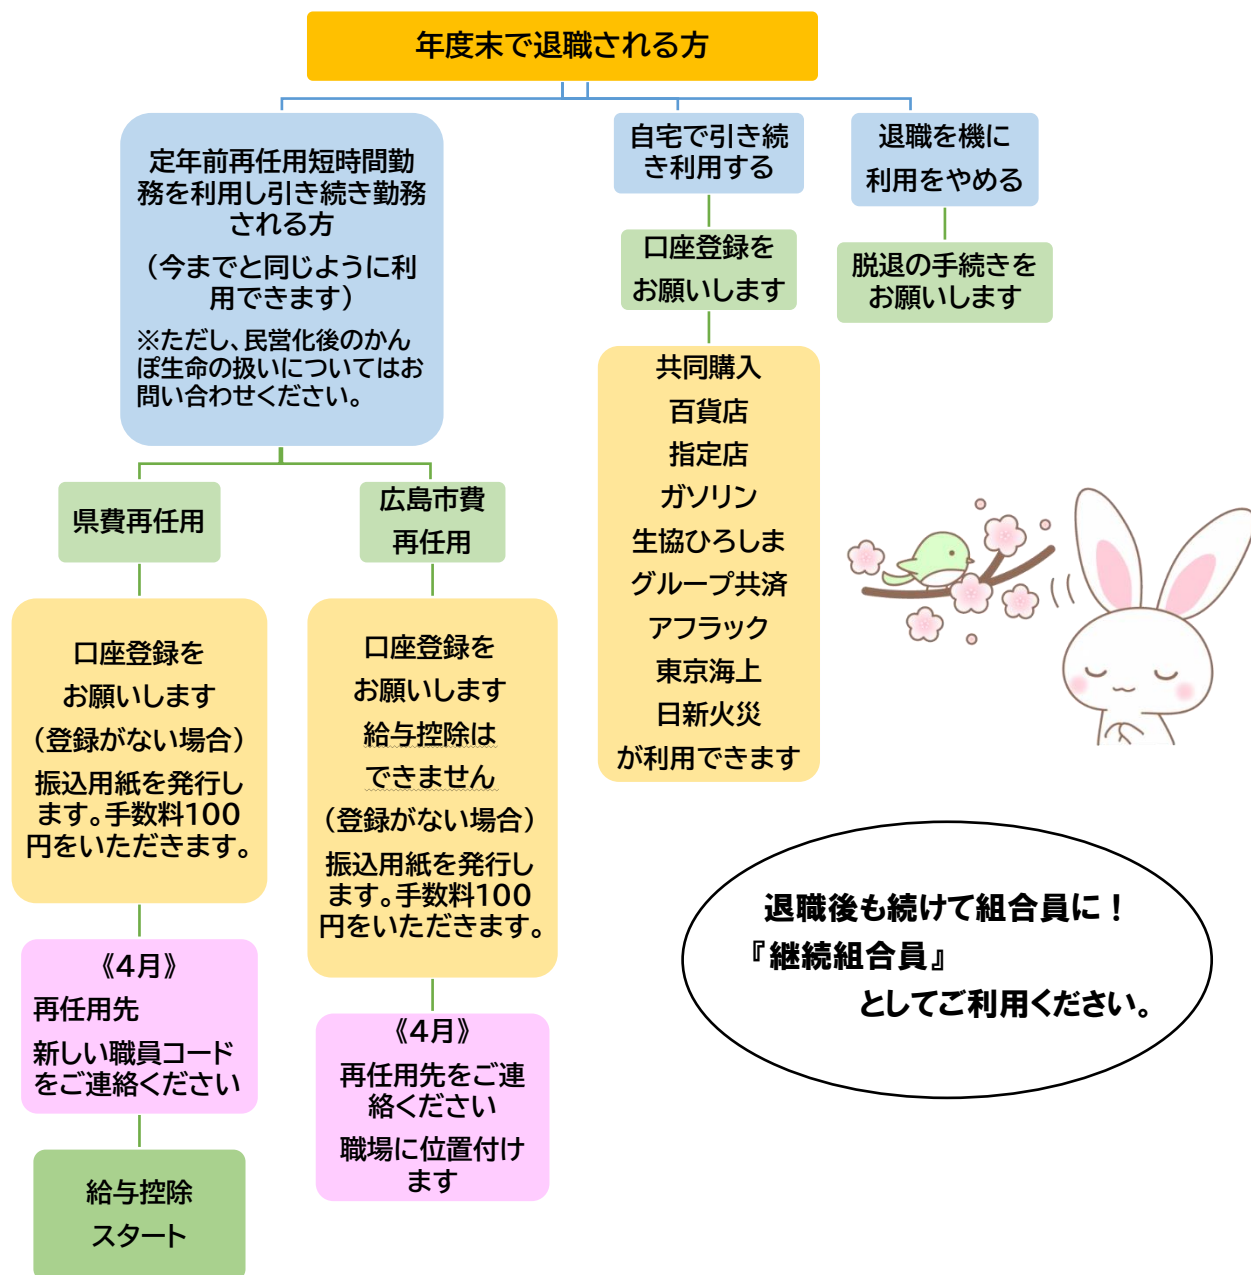 年度末で退職される方
定年前再任用短時間勤
務を利用し引き続き勤務
される方
（今までと同じように利
用できます）
※ただし、民営化後のかん
ぽ生命の扱いについてはお
問い合わせください。
県費再任用
口座登録を
お願いします
（登録がない場合）
振込用紙を発行し
ます。手数料100
円をいただきます。
《4月》
再任用先
新しい職員コード
をご連絡ください
給与控除
スタート
広島市費
再任用
口座登録を
お願いします
給与控除は
できません
（登録がない場合）
振込用紙を発行し
ます。手数料100
円をいただきます。
《4月》
再任用先をご連
絡ください
職場に位置付け
ます
自宅で引き続
き利用する
口座登録を
お願いします
共同購入
百貨店
指定店
ガソリン
生協ひろしま
グループ共済
アフラック
東京海上
日新火災
が利用できます
退職を機に
利用をやめる
脱退の手続きを
お願いします
退職後も続けて組合員に！
『継続組合員』
としてご利用ください。